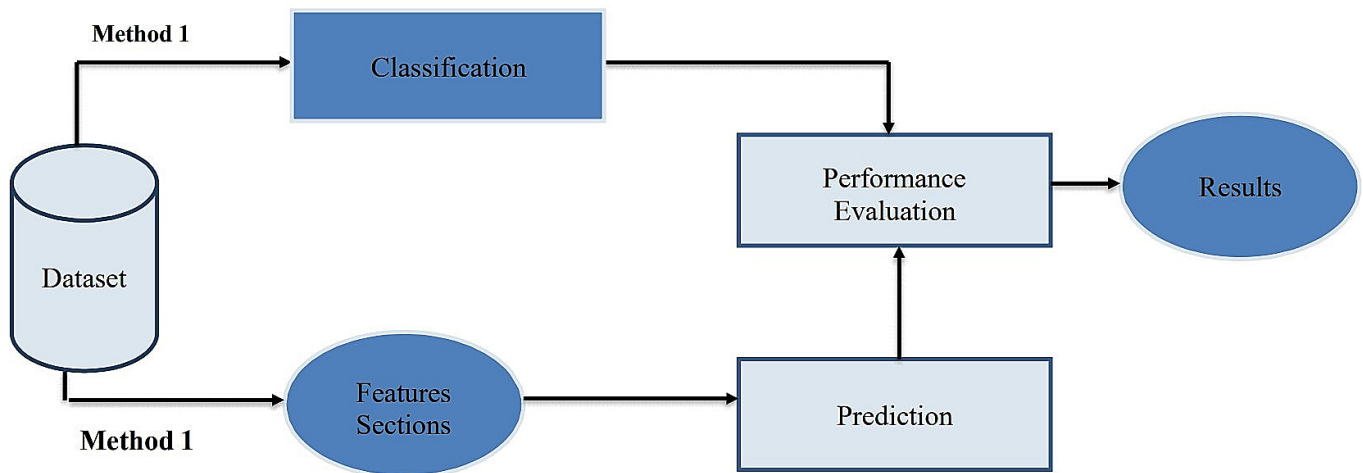 Method 1
Classification
Performance
Evaluation
Results
Dataset
Features
Sections
Prediction
Method 1